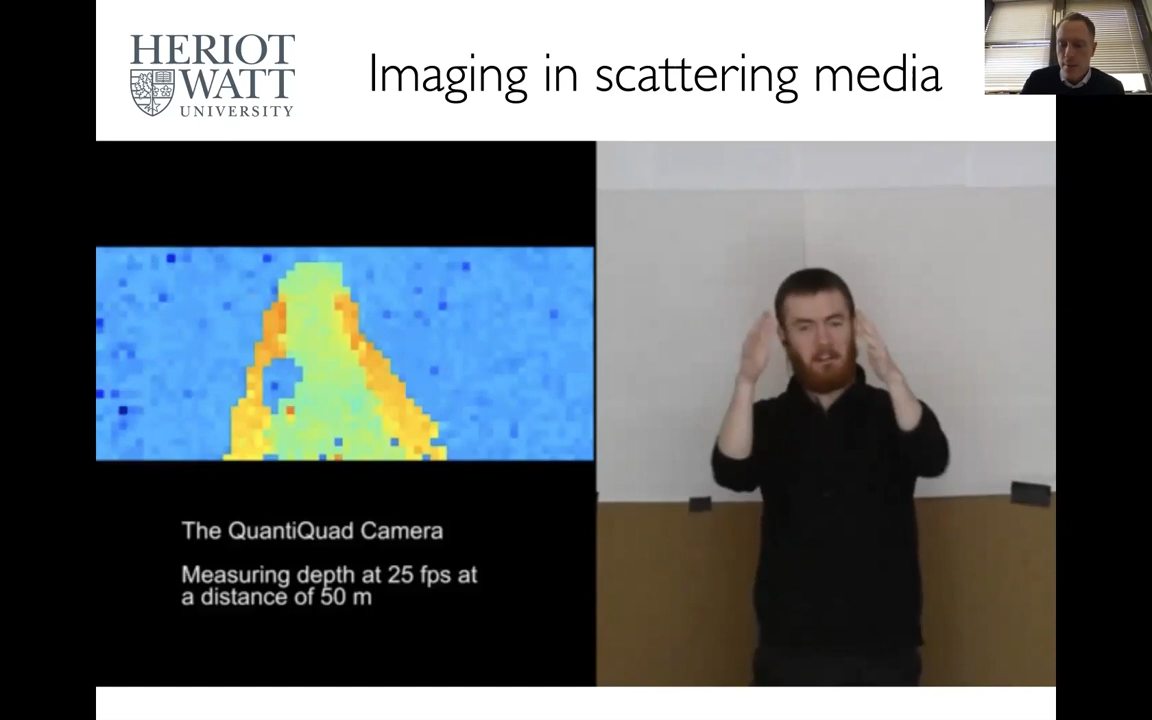 HERIOT
WATT
UNIVERSITY
Imaging in scattering media
The QuantiQuad Camera
Measuring depth at 25 fps at
a distance of 50 m